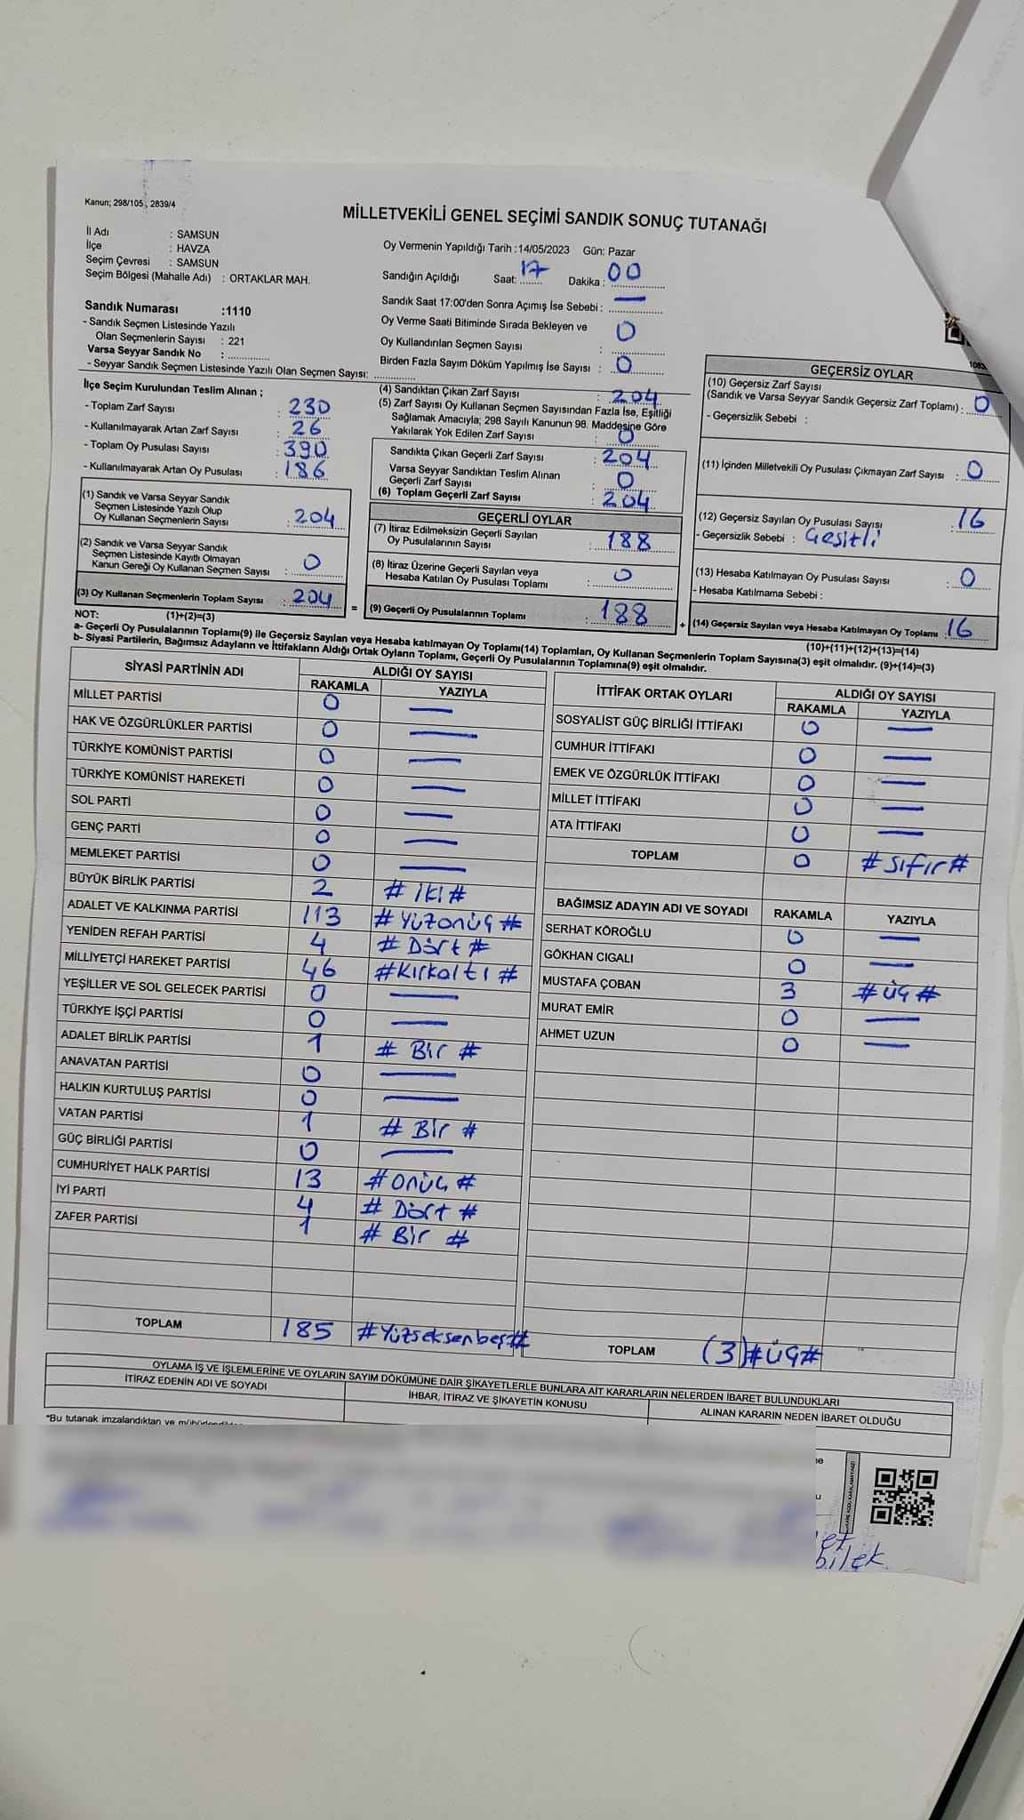 Kanun; 298/105 , 2839/4
MİLLETVEKİLİ GENEL SEÇİMİ SANDIK SONUÇ TUTANAĞI
İl Adı : SAMSUN
İlçe : HAVZA
Seçim Çevresi : SAMSUN
Seçim Bölgesi (Mahalle Adı) : ORTAKLAR MAH.
Oy Vermenin Yapıldığı Tarih :14/05/2023 Gün: Pazar
Sandığın Açıldığı Saat: 17 Dakika : 00
Sandık Saat 17:00'den Sonra Açımış İse Sebebi : —
Oy Verme Saati Bitiminde Sırada Bekleyen ve
Oy Kullandırılan Seçmen Sayısı : 0
Birden Fazla Sayım Döküm Yapılmış İse Sayısı : 0
Sandık Numarası :1110
- Sandık Seçmen Listesinde Yazılı
Olan Seçmenlerin Sayısı : 221
Varsa Seyyar Sandık No :
- Seyyar Sandık Seçmen Listesinde Yazılı Olan Seçmen Sayısı:
İlçe Seçim Kurulundan Teslim Alınan ;
- Toplam Zarf Sayısı : 230
- Kullanılmayarak Artan Zarf Sayısı : 26
- Toplam Oy Pusulası Sayısı : 390
- Kullanılmayarak Artan Oy Pusulası : 186
(1) Sandık ve Varsa Seyyar Sandık
Seçmen Listesinde Yazılı Olup
Oy Kullanan Seçmenlerin Sayısı : 204
(2) Sandık ve Varsa Seyyar Sandık
Seçmen Listesinde Kayıtlı Olmayan
Kanun Gereği Oy Kullanan Seçmen Sayısı : 0
(3) Oy Kullanan Seçmenlerin Toplam Sayısı : 204
(1)+(2)=(3)
(4) Sandıktan Çıkan Zarf Sayısı : 204
(5) Zarf Sayısı Oy Kullanan Seçmen Sayısından Fazla İse, Eşitliği
Sağlamak Amacıyla; 298 Sayılı Kanunun 98. Maddesine Göre
Yakılarak Yok Edilen Zarf Sayısı : 0
Sandıkta Çıkan Geçerli Zarf Sayısı : 204
Varsa Seyyar Sandıktan Teslim Alınan
Geçerli Zarf Sayısı : 0
(6) Toplam Geçerli Zarf Sayısı : 204
GEÇERLİ OYLAR
(7) İtiraz Edilmeksizin Geçerli Sayılan
Oy Pusulalarının Sayısı : 188
(8) İtiraz Üzerine Geçerli Sayılan veya
Hesaba Katılan Oy Pusulası Toplamı : 0
= (9) Geçerli Oy Pusulalarının Toplamı : 188 +
GEÇERSİZ OYLAR
(10) Geçersiz Zarf Sayısı
(Sandık ve Varsa Seyyar Sandık Geçersiz Zarf Toplamı) : 0
- Geçersizlik Sebebi :
(11) İçinden Milletvekili Oy Pusulası Çıkmayan Zarf Sayısı : 0
(12) Geçersiz Sayılan Oy Pusulası Sayısı : 16
- Geçersizlik Sebebi : Çeşitli
(13) Hesaba Katılmayan Oy Pusulası Sayısı : 0
- Hesaba Katılmama Sebebi :
(14) Geçersiz Sayılan veya Hesaba Katılmayan Oy Toplamı : 16
(10)+(11)+(12)+(13)=(14)
NOT:
a- Geçerli Oy Pusulalarının Toplamı(9) ile Geçersiz Sayılan veya Hesaba katılmayan Oy Toplamı(14) Toplamları, Oy Kullanan Seçmenlerin Toplam Sayısına(3) eşit olmalıdır. (9)+(14)=(3)
b- Siyasi Partilerin, Bağımsız Adayların ve İttifakların Aldığı Ortak Oyların Toplamı, Geçerli Oy Pusulalarının Toplamına(9) eşit olmalıdır.
SİYASİ PARTİNİN ADI ALDIĞI OY SAYISI
RAKAMLA YAZIYLA
MİLLET PARTİSİ 0 —
HAK VE ÖZGÜRLÜKLER PARTİSİ 0 —
TÜRKİYE KOMÜNİST PARTİSİ 0 —
TÜRKİYE KOMÜNİST HAREKETİ 0 —
SOL PARTİ 0 —
GENÇ PARTİ 0 —
MEMLEKET PARTİSİ 0 —
BÜYÜK BİRLİK PARTİSİ 2 # iki #
ADALET VE KALKINMA PARTİSİ 113 # Yüzonüç #
YENİDEN REFAH PARTİSİ 4 # Dört #
MİLLİYETÇİ HAREKET PARTİSİ 46 #Kırkaltı #
YEŞİLLER VE SOL GELECEK PARTİSİ 0 —
TÜRKİYE İŞÇİ PARTİSİ 0 —
ADALET BİRLİK PARTİSİ 1 # Bir #
ANAVATAN PARTİSİ 0 —
HALKIN KURTULUŞ PARTİSİ 0 —
VATAN PARTİSİ 1 # Bir #
GÜÇ BİRLİĞİ PARTİSİ 0 —
CUMHURİYET HALK PARTİSİ 13 #onüç #
İYİ PARTİ 4 # Dört #
ZAFER PARTİSİ 1 # Bir #
TOPLAM 185 #Yüzseksenbeş#
İTTİFAK ORTAK OYLARI ALDIĞI OY SAYISI
RAKAMLA YAZIYLA
SOSYALİST GÜÇ BİRLİĞİ İTTİFAKI 0 —
CUMHUR İTTİFAKI 0 —
EMEK VE ÖZGÜRLÜK İTTİFAKI 0 —
MİLLET İTTİFAKI 0 —
ATA İTTİFAKI 0 —
TOPLAM 0 # sıfır #
BAĞIMSIZ ADAYIN ADI VE SOYADI RAKAMLA YAZIYLA
SERHAT KÖROĞLU 0 —
GÖKHAN CIGALI 0 —
MUSTAFA ÇOBAN 3 # üç #
MURAT EMİR 0 —
AHMET UZUN 0 —
TOPLAM (3)#üç#
OYLAMA İŞ VE İŞLEMLERİNE VE OYLARIN SAYIM DÖKÜMÜNE DAİR ŞİKAYETLERLE BUNLARA AİT KARARLARIN NELERDEN İBARET BULUNDUKLARI
İTİRAZ EDENİN ADI VE SOYADI İHBAR, İTİRAZ VE ŞİKAYETİN KONUSU ALINAN KARARIN NEDEN İBARET OLDUĞU
*Bu tutanak imzalandıktan ve